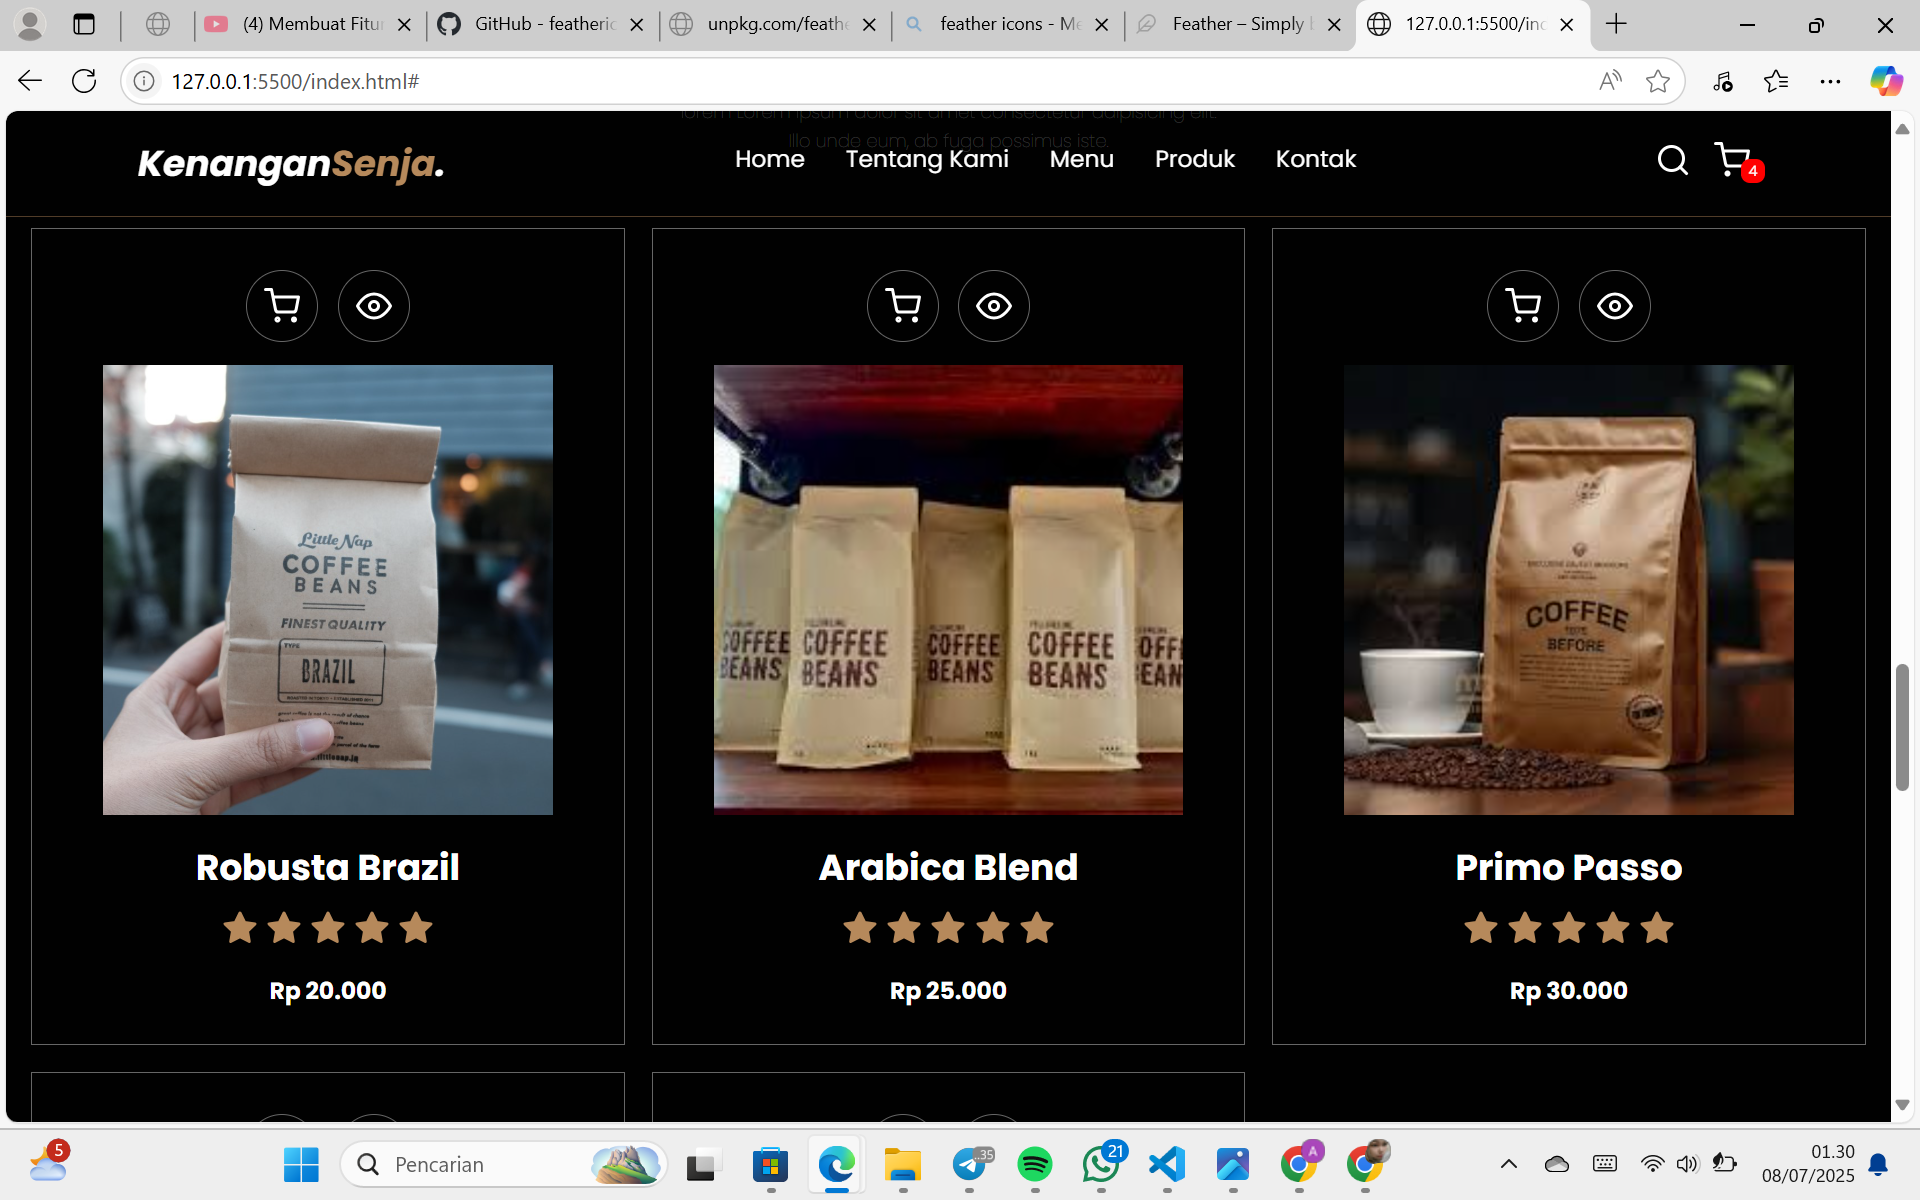 (4) Membuat Fitur
GitHub - featheric
unpkg.com/feathe
feather icons - Me
Feather – Simply b
127.0.0.1:5500/ind
127.0.0.1:5500/index.html#
lorem Lorem ipsum dolor sit amet consectetur adipisicing elit.
Illo unde eum, ab fuga possimus iste.
KenanganSenja.
Home
Tentang Kami
Menu
Produk
Kontak
4
Little Nap
COFFEE
BEANS
FINEST QUALITY
TYPE
BRAZIL
COFFEE
BEANS
COFFEE
BEANS
COFFEE
BEANS
COFFEE
BEANS
COFFEE
BEFORE
Robusta Brazil
Arabica Blend
Primo Passo
Rp 20.000
Rp 25.000
Rp 30.000
5
Pencarian
..35
21
A
01.30
08/07/2025